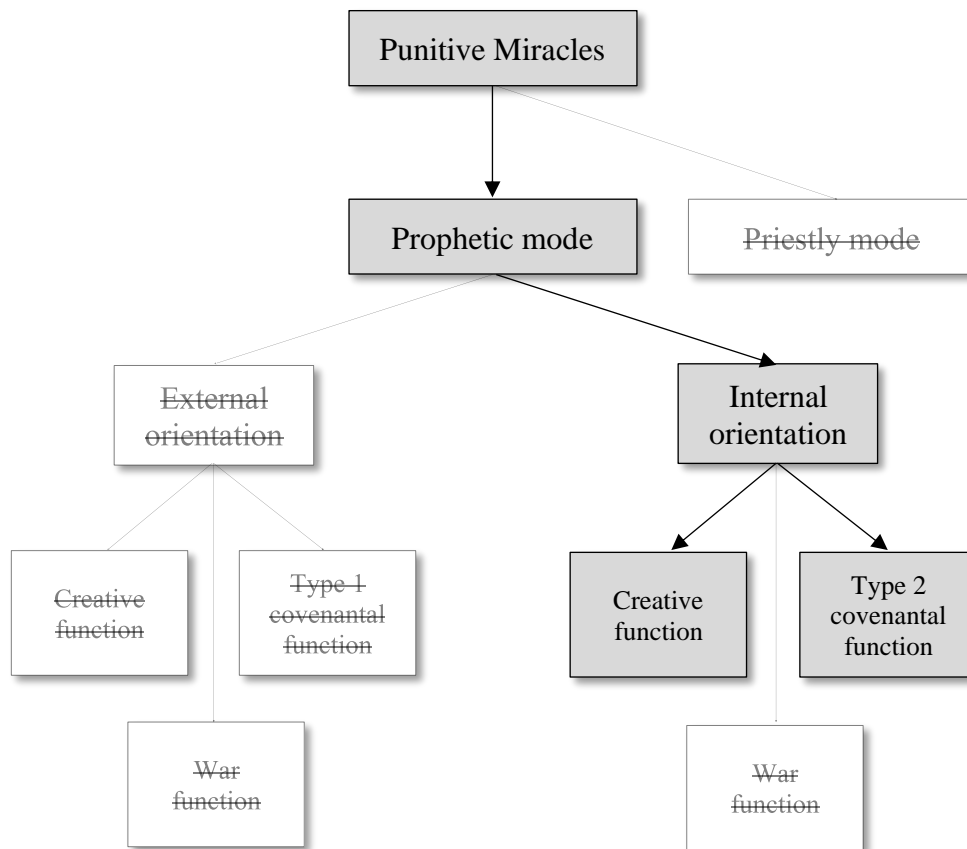 Punitive Miracles
Prophetic mode
Priestly mode
External
orientation
Internal
orientation
Creative
function
Type 1
covenantal
function
Creative
function
Type 2
covenantal
function
War
function
War
function